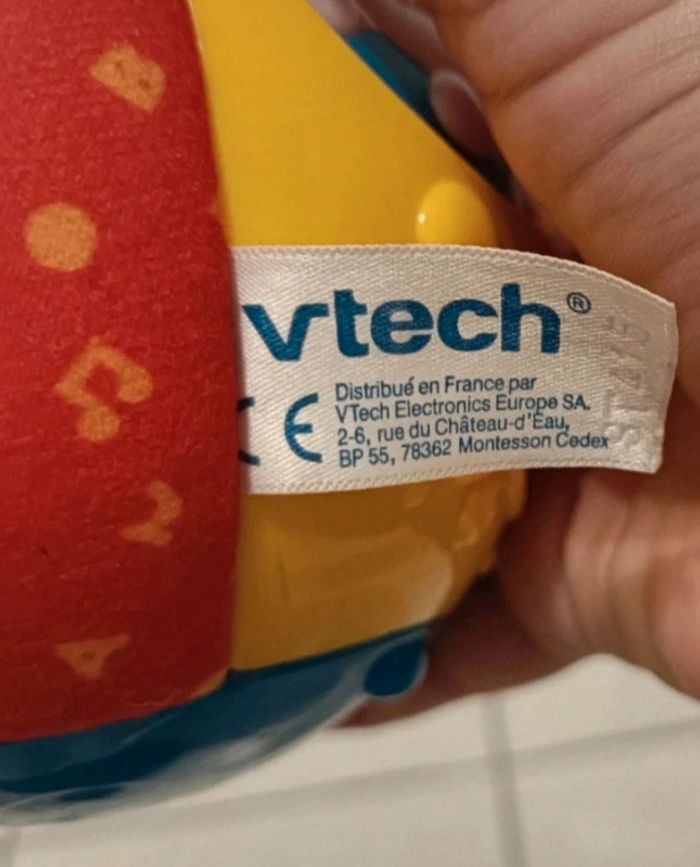 vtech®
CE
Distribué en France par
VTech Electronics Europe SA.
2-6, rue du Château-d'Eau,
BP 55, 78362 Montesson Cedex